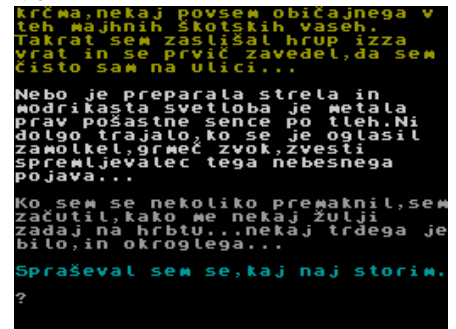 krčma,nekaj povsem običajnega v
teh majhnih škotskih vaseh.
Takrat sem zaslišal hrup izza
vrat in se prvič zavedel,da sem
čisto sam na ulici...
Nebo je preparala strela in
modrikasta svetloba je metala
prav pošastne sence po tleh.Ni
dolgo trajalo,ko se je oglasil
zamolkel,grmeč zvok,zvesti
spremljevalec tega nebesnega
pojava...
Ko sem se nekoliko premaknil,sem
začutil,kako me nekaj žulji
zadaj na hrbtu...nekaj trdega je
bilo,in okroglega...
Spraševal sem se,kaj naj storim.
?